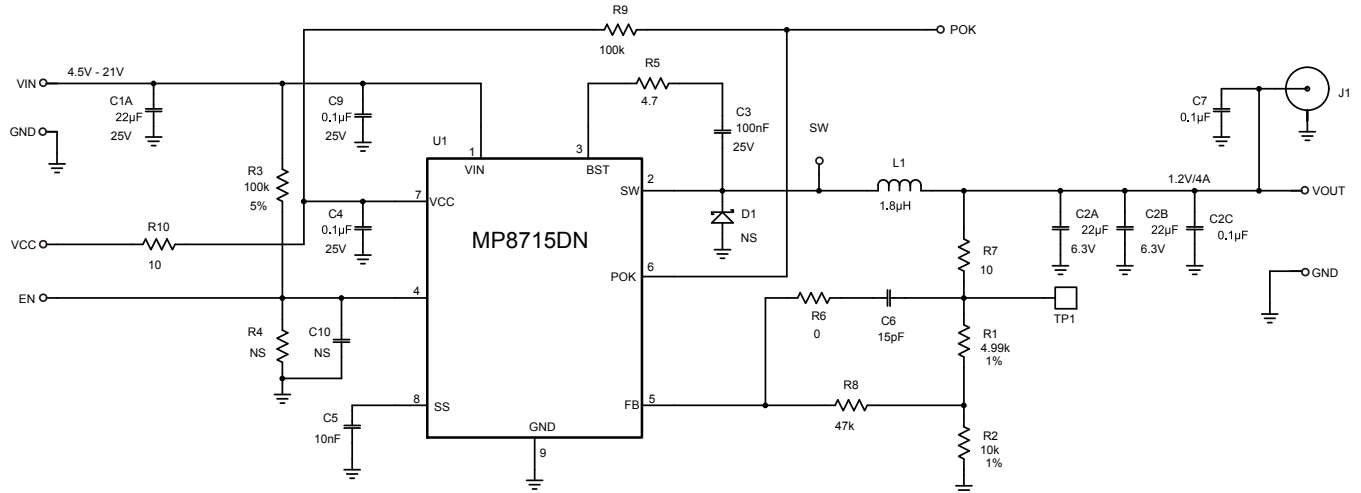 R9
100k
POK
VIN
4.5V - 21V
C1A
22µF
25V
GND
C9
0.1µF
25V
R5
4.7
C3
100nF
25V
SW
C7
0.1µF
J1
U1
1
VIN
3
BST
R3
100k
5%
7
VCC
C4
0.1µF
25V
2
SW
L1
1.8µH
1.2V/4A
VOUT
D1
NS
C2A
22µF
6.3V
C2B
22µF
6.3V
C2C
0.1µF
R10
10
VCC
MP8715DN
R7
10
6
POK
GND
EN
4
R4
NS
C10
NS
R6
0
C6
15pF
TP1
R1
4.99k
1%
C5
10nF
8
SS
5
FB
R8
47k
GND
9
R2
10k
1%